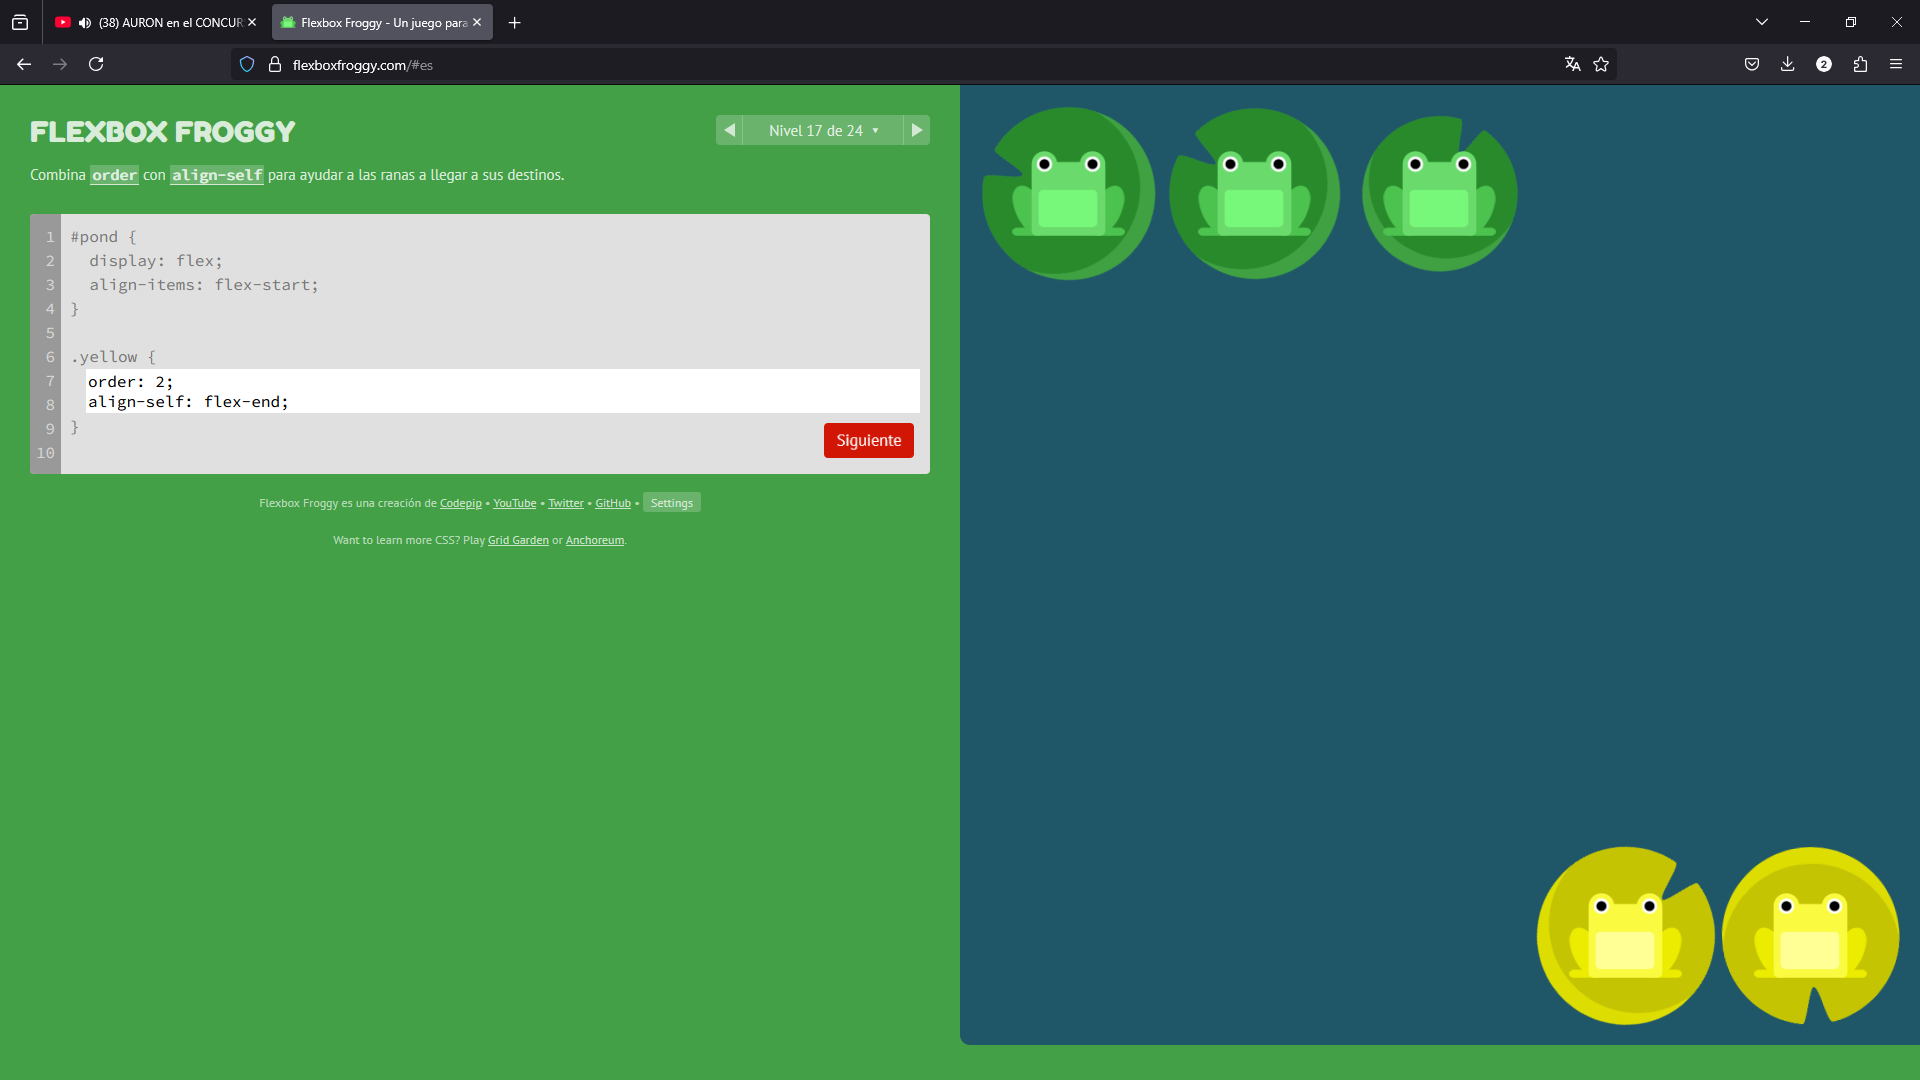 (38) AURON en el CONCUR
Flexbox Froggy - Un juego para
flexboxfroggy.com/#es
2
FLEXBOX FROGGY
Nivel 17 de 24 ▼
Combina order con align-self para ayudar a las ranas a llegar a sus destinos.
1 #pond {
2 display: flex;
3 align-items: flex-start;
4 }
5
6 .yellow {
7 order: 2;
8 align-self: flex-end;
9 }
10
Siguiente
Flexbox Froggy es una creación de Codepip • YouTube • Twitter • GitHub • Settings
Want to learn more CSS? Play Grid Garden or Anchoreum.